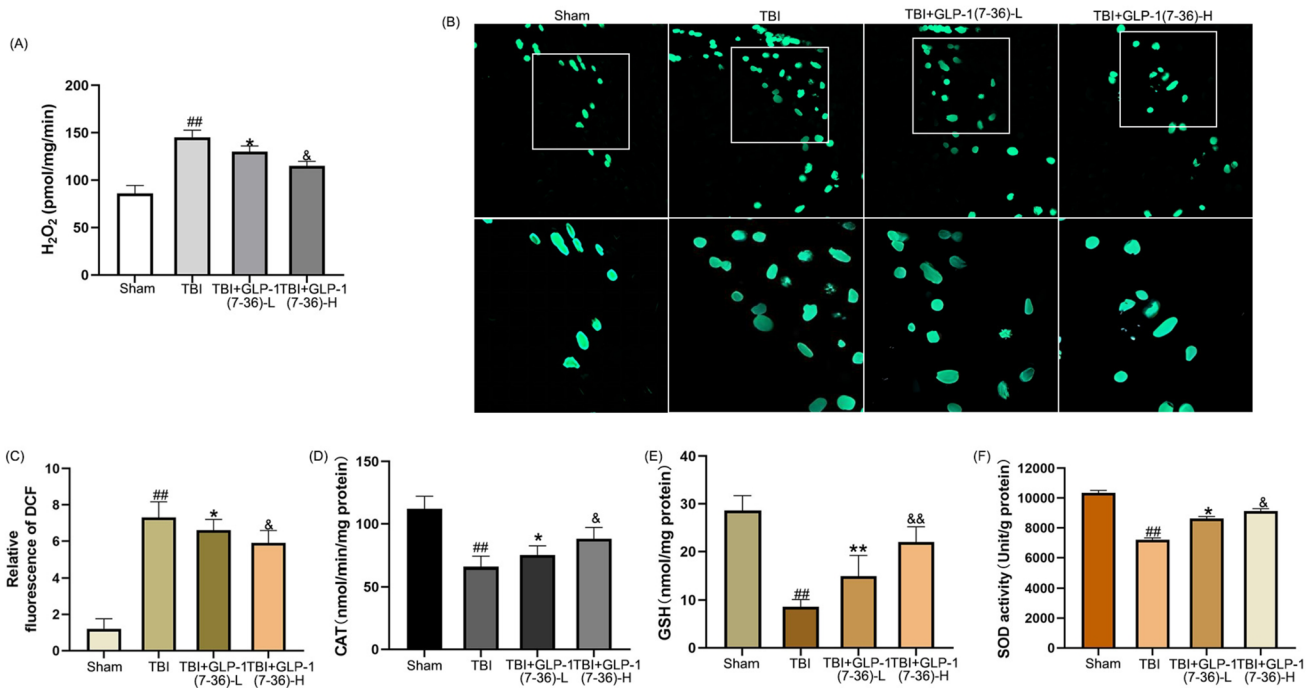 (A)
H₂O₂ (pmol/mg/min)
200
150
100
50
0
##
*
&
Sham
TBI
TBI+GLP-1
(7-36)-L
TBI+GLP-1
(7-36)-H
(B)
Sham
TBI
TBI+GLP-1(7-36)-L
TBI+GLP-1(7-36)-H
(C)
Relative
fluorescence of DCF
10
8
6
4
2
0
##
*
&
Sham
TBI
TBI+GLP-1
(7-36)-L
TBI+GLP-1
(7-36)-H
(D)
CAT(nmol/min/mg protein)
150
100
50
0
##
*
&
Sham
TBI
TBI+GLP-1
(7-36)-L
TBI+GLP-1
(7-36)-H
(E)
GSH(nmol/mg protein)
40
30
20
10
0
##
**
&&
Sham
TBI
TBI+GLP-1
(7-36)-L
TBI+GLP-1
(7-36)-H
(F)
SOD activity(Unit/g protein)
12000
10000
8000
6000
4000
2000
0
##
*
&
Sham
TBI
TBI+GLP-1
(7-36)-L
TBI+GLP-1
(7-36)-H